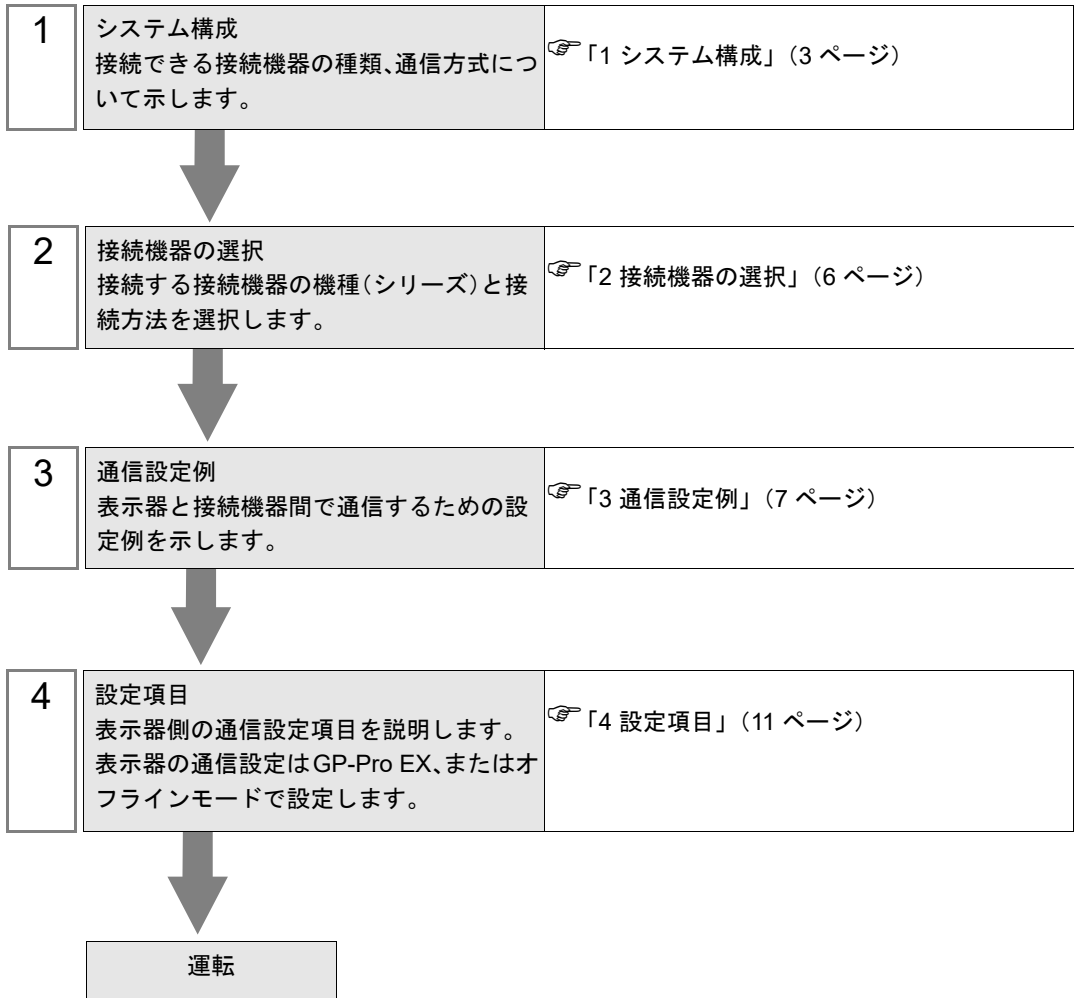 1
システム構成
接続できる接続機器の種類、通信方式につ
いて示します。
☞「1 システム構成」（3 ページ）
2
接続機器の選択
接続する接続機器の機種（シリーズ）と接
続方法を選択します。
☞「2 接続機器の選択」（6 ページ）
3
通信設定例
表示器と接続機器間で通信するための設
定例を示します。
☞「3 通信設定例」（7 ページ）
4
設定項目
表示器側の通信設定項目を説明します。
表示器の通信設定はGP-Pro EX、またはオ
フラインモードで設定します。
☞「4 設定項目」（11 ページ）
運転